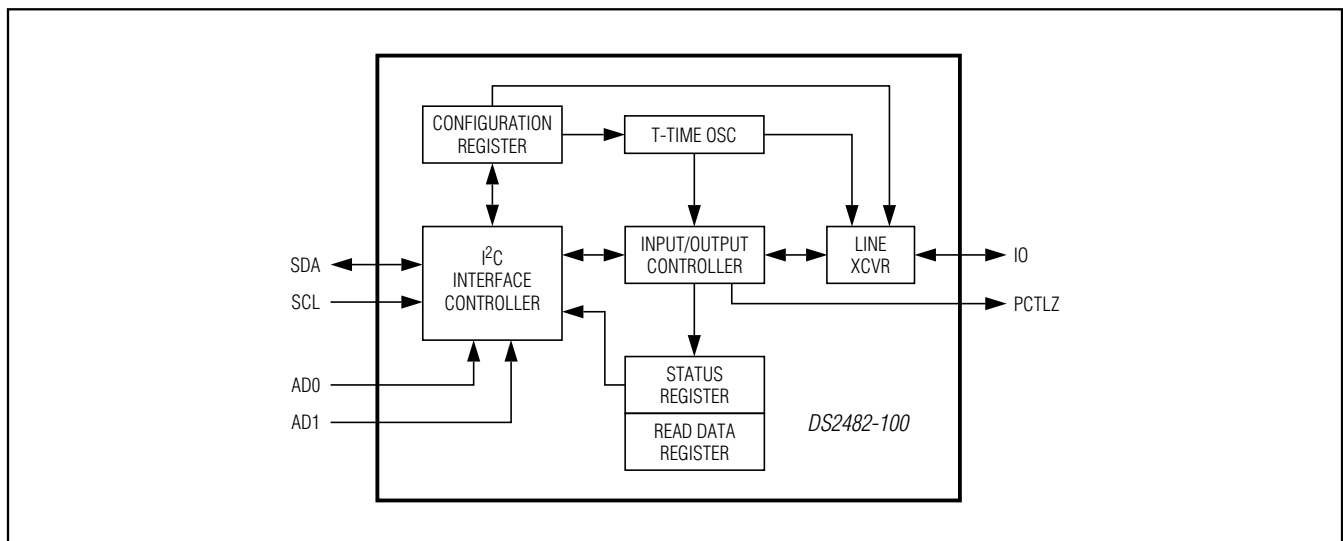 CONFIGURATION
REGISTER
T-TIME OSC
SDA
SCL
AD0
AD1
I²C
INTERFACE
CONTROLLER
INPUT/OUTPUT
CONTROLLER
LINE
XCVR
IO
PCTLZ
STATUS
REGISTER
READ DATA
REGISTER
DS2482-100